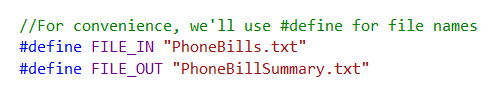 //For convenience, we'll use #define for file names
#define FILE_IN "PhoneBills.txt"
#define FILE_OUT "PhoneBillSummary.txt"